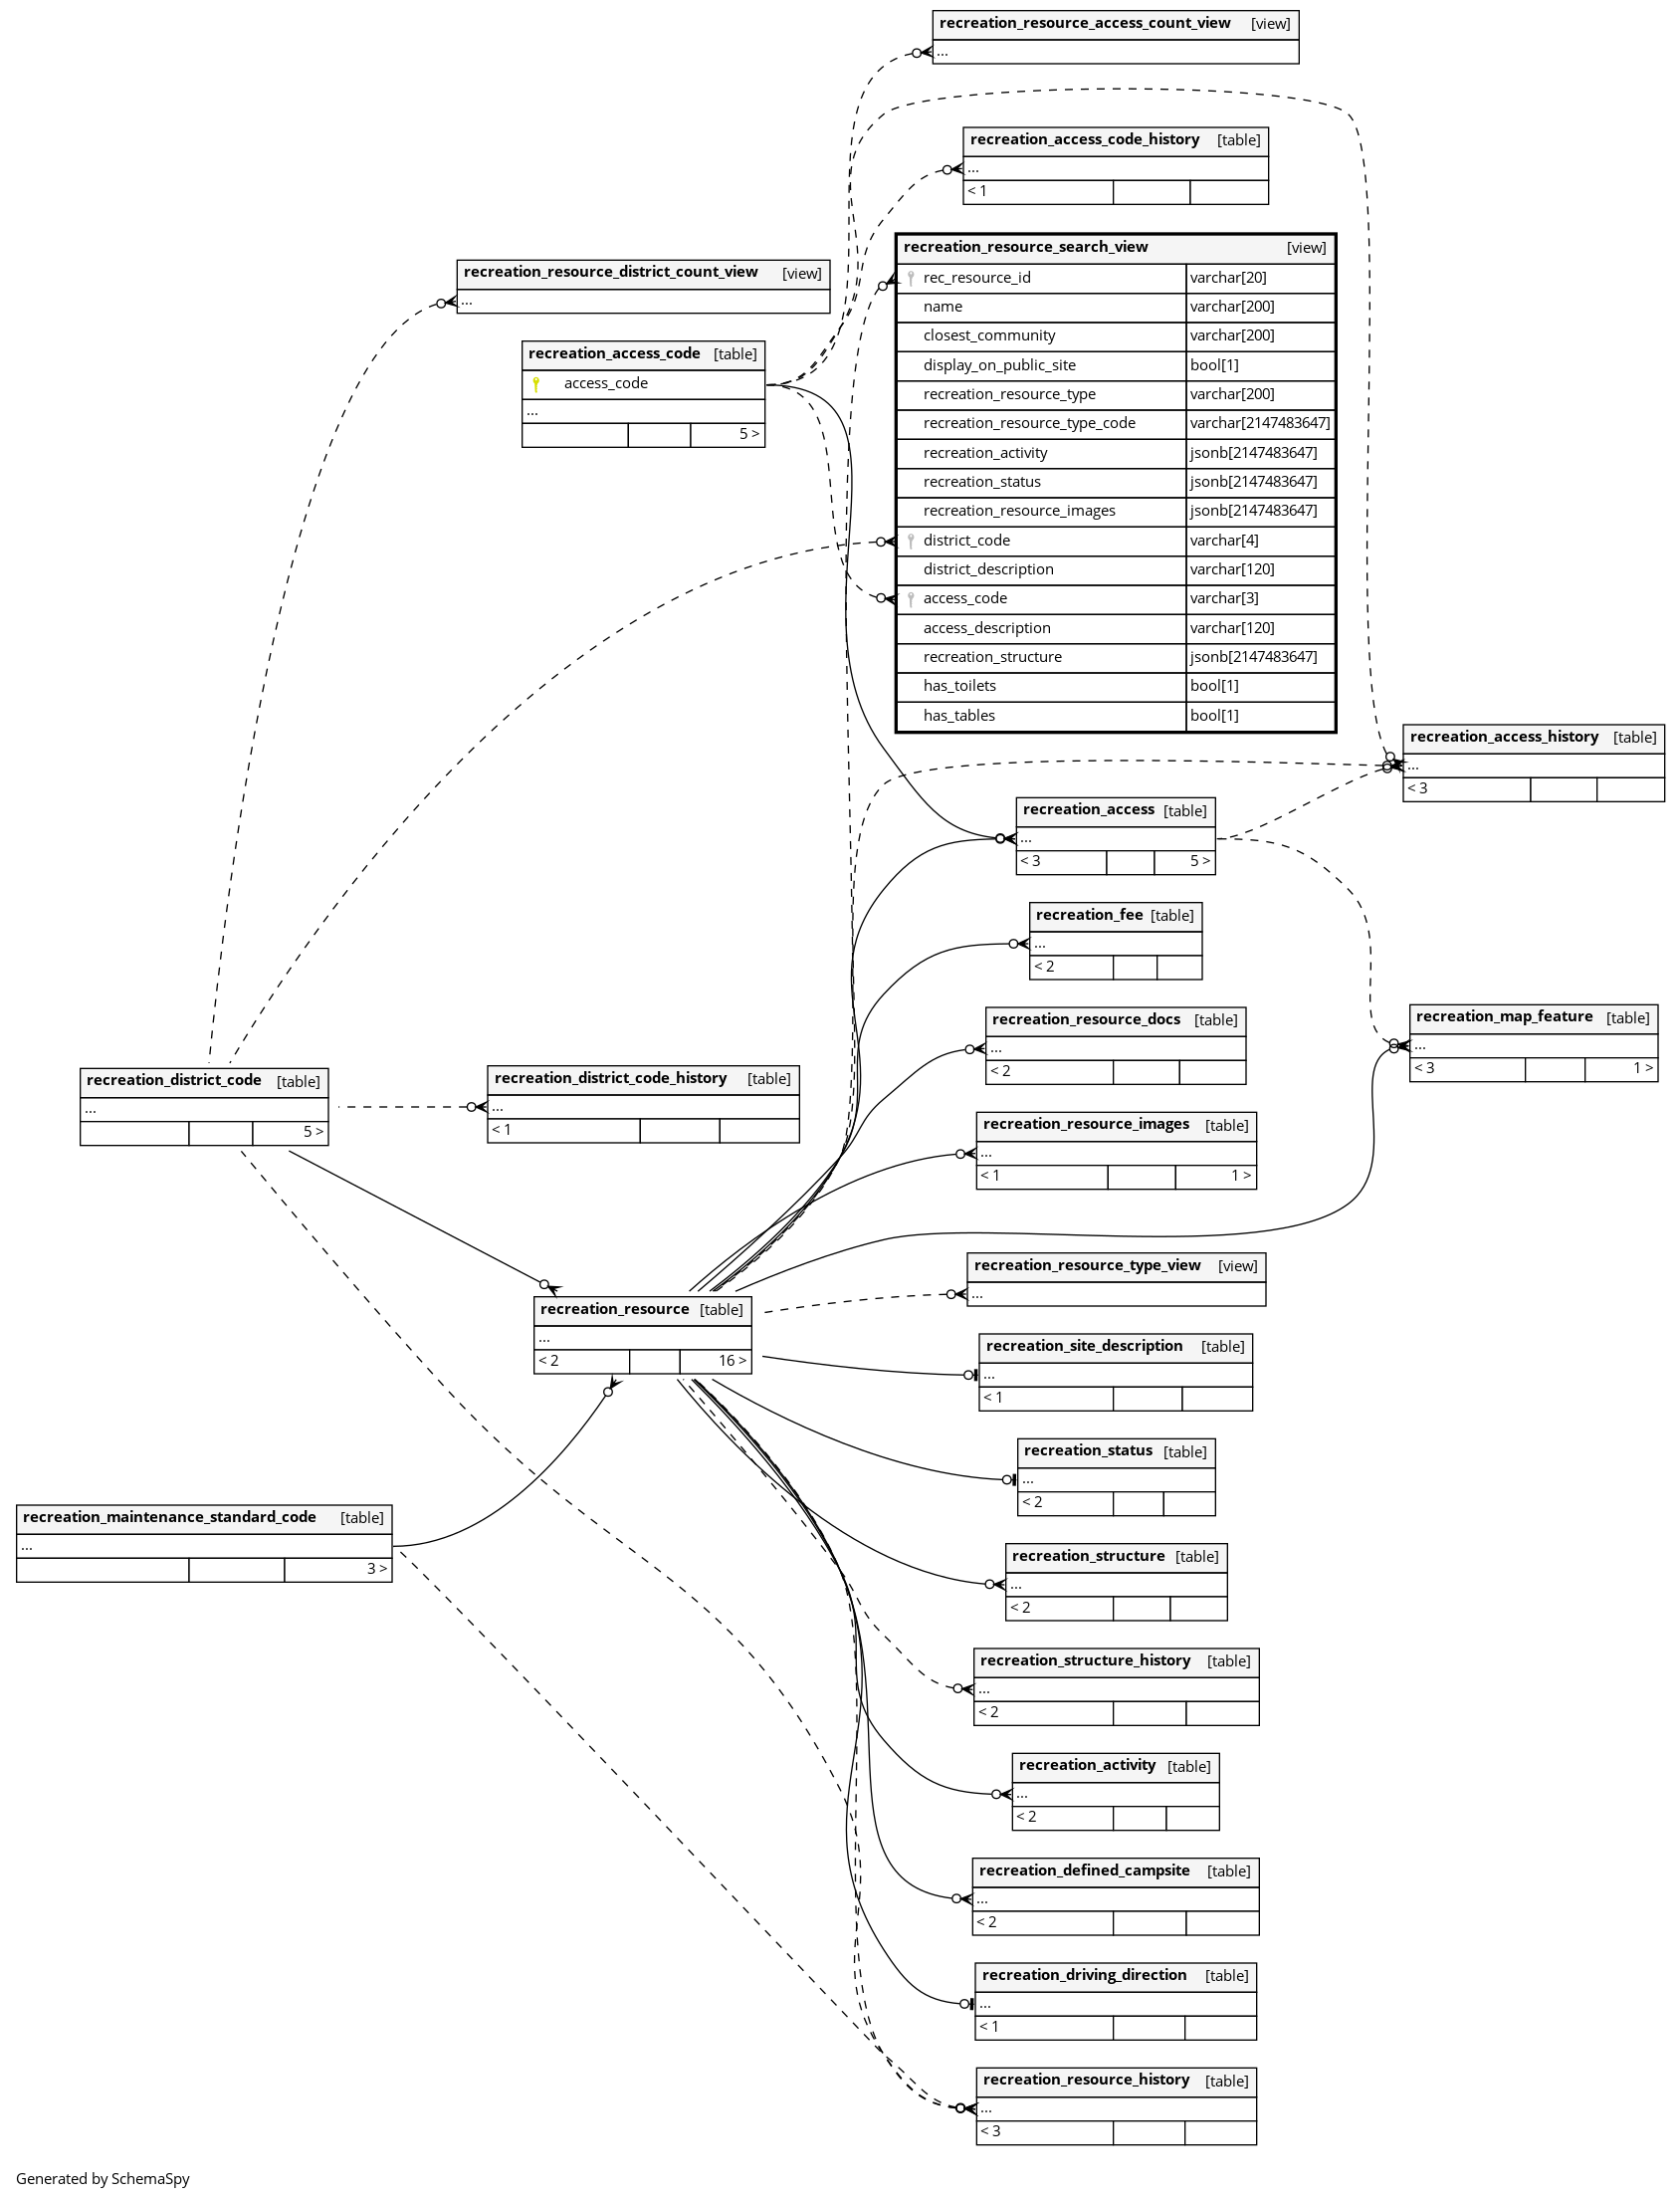 recreation_resource_access_count_view [view]
...
recreation_access_code_history [table]
...
< 1
recreation_resource_search_view [view]
rec_resource_id varchar[20]
name varchar[200]
closest_community varchar[200]
display_on_public_site bool[1]
recreation_resource_type varchar[200]
recreation_resource_type_code varchar[2147483647]
recreation_activity jsonb[2147483647]
recreation_status jsonb[2147483647]
recreation_resource_images jsonb[2147483647]
district_code varchar[4]
district_description varchar[120]
access_code varchar[3]
access_description varchar[120]
recreation_structure jsonb[2147483647]
has_toilets bool[1]
has_tables bool[1]
recreation_resource_district_count_view [view]
...
recreation_access_code [table]
access_code
...
5 >
recreation_access_history [table]
...
< 3
recreation_access [table]
...
< 3 5 >
recreation_fee [table]
...
< 2
recreation_resource_docs [table]
...
< 2
recreation_map_feature [table]
...
< 3 1 >
recreation_district_code [table]
...
5 >
recreation_district_code_history [table]
...
< 1
recreation_resource_images [table]
...
< 1 1 >
recreation_resource_type_view [view]
...
recreation_resource [table]
...
< 2 16 >
recreation_site_description [table]
...
< 1
recreation_status [table]
...
< 2
recreation_maintenance_standard_code [table]
...
3 >
recreation_structure [table]
...
< 2
recreation_structure_history [table]
...
< 2
recreation_activity [table]
...
< 2
recreation_defined_campsite [table]
...
< 2
recreation_driving_direction [table]
...
< 1
recreation_resource_history [table]
...
< 3
Generated by SchemaSpy